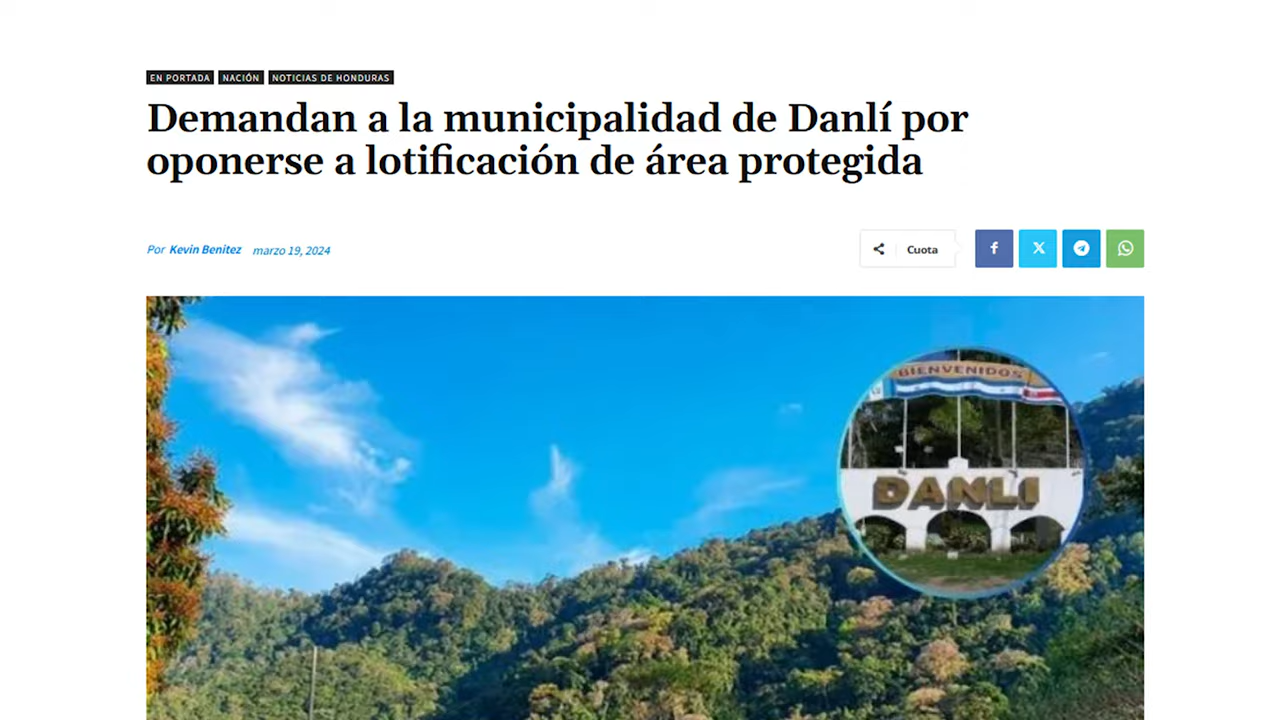 EN PORTADA NACIÓN NOTICIAS DE HONDURAS
Demandan a la municipalidad de Danlí por
oponerse a lotificación de área protegida
Por Kevin Benítez marzo 19, 2024
Cuota
BIENVENIDOS
DANLI